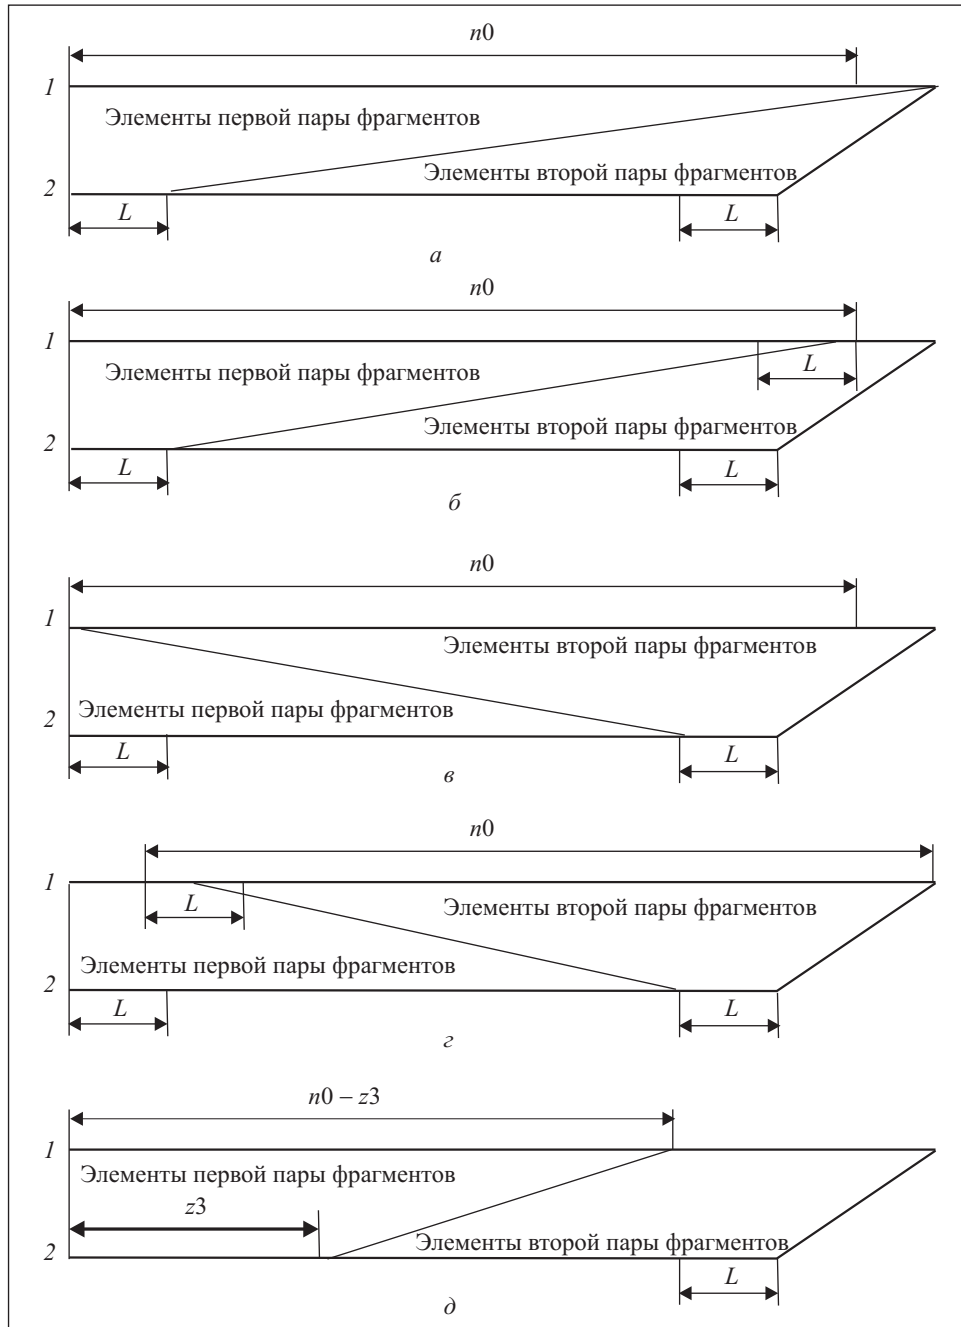 n0
1
Элементы первой пары фрагментов
Элементы второй пары фрагментов
2
L
L
а
n0
1
L
Элементы первой пары фрагментов
Элементы второй пары фрагментов
2
L
L
б
n0
1
Элементы второй пары фрагментов
Элементы первой пары фрагментов
2
L
L
в
n0
1
L
Элементы второй пары фрагментов
Элементы первой пары фрагментов
2
L
L
г
n0 – z3
1
Элементы первой пары фрагментов
z3
Элементы второй пары фрагментов
2
L
д